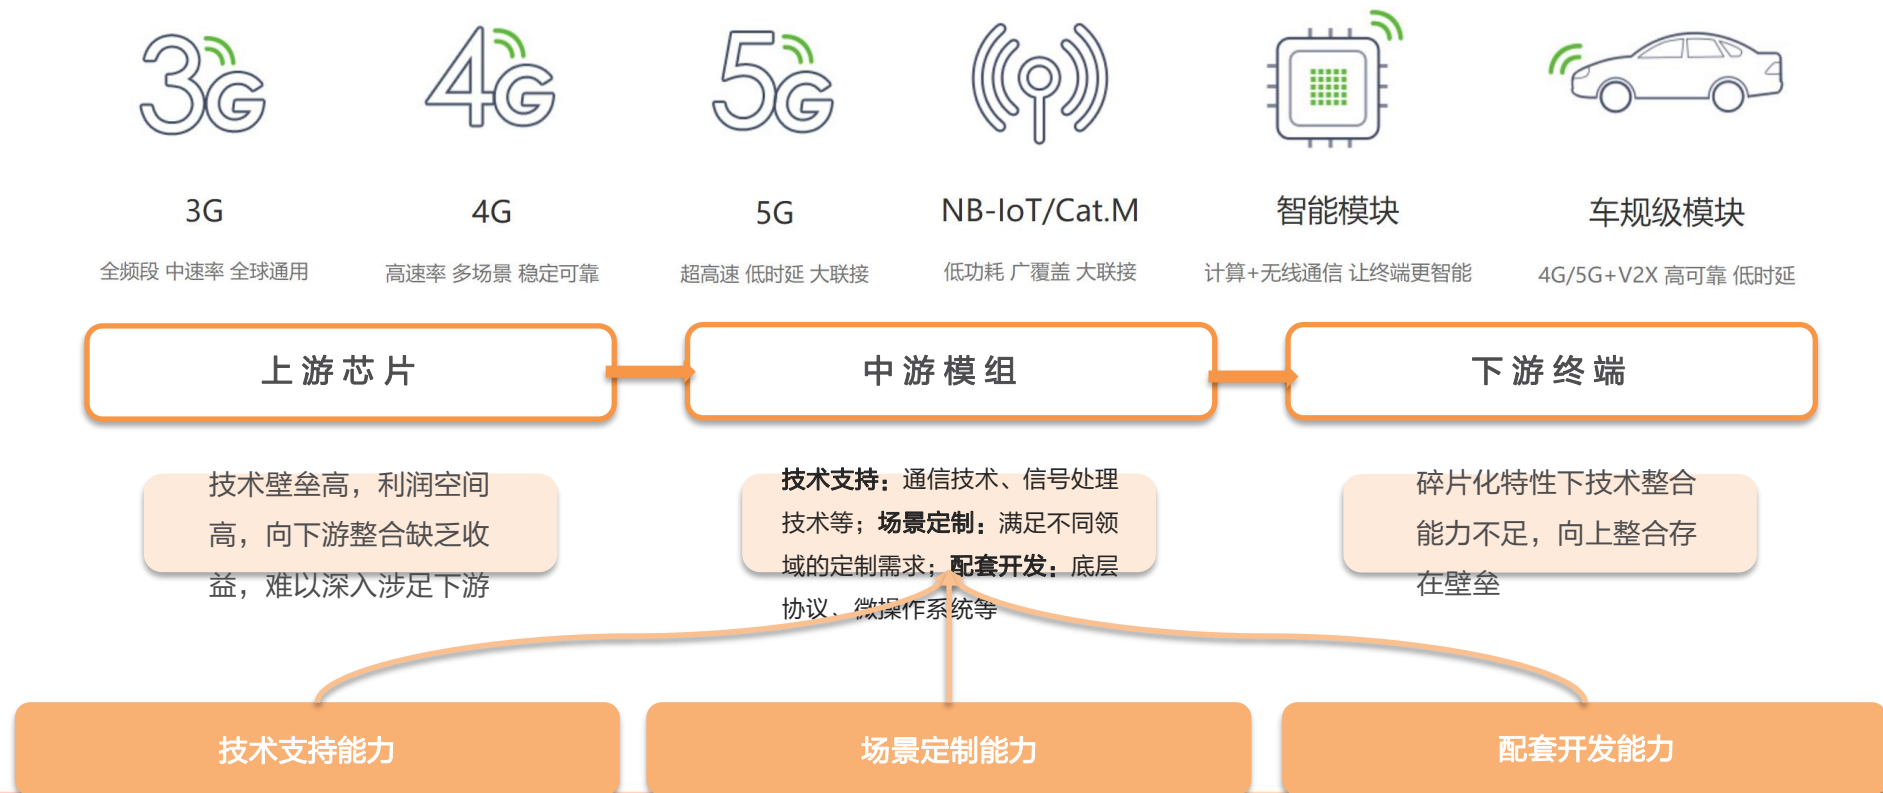 3G
4G
5G
3G
4G
5G
NB-IoT/Cat.M
智能模块
车规级模块
全频段 中速率 全球通用
高速率 多场景 稳定可靠
超高速 低时延 大联接
低功耗 广覆盖 大联接
计算+无线通信 让终端更智能
4G/5G+V2X 高可靠 低时延
上游芯片
中游模组
下游终端
技术壁垒高，利润空间
高，向下游整合缺乏收
益，难以深入涉足下游
技术支持：通信技术、信号处理
技术等；场景定制：满足不同领
域的定制需求；配套开发：底层
协议、微操作系统等
碎片化特性下技术整合
能力不足，向上整合存
在壁垒
技术支持能力
场景定制能力
配套开发能力